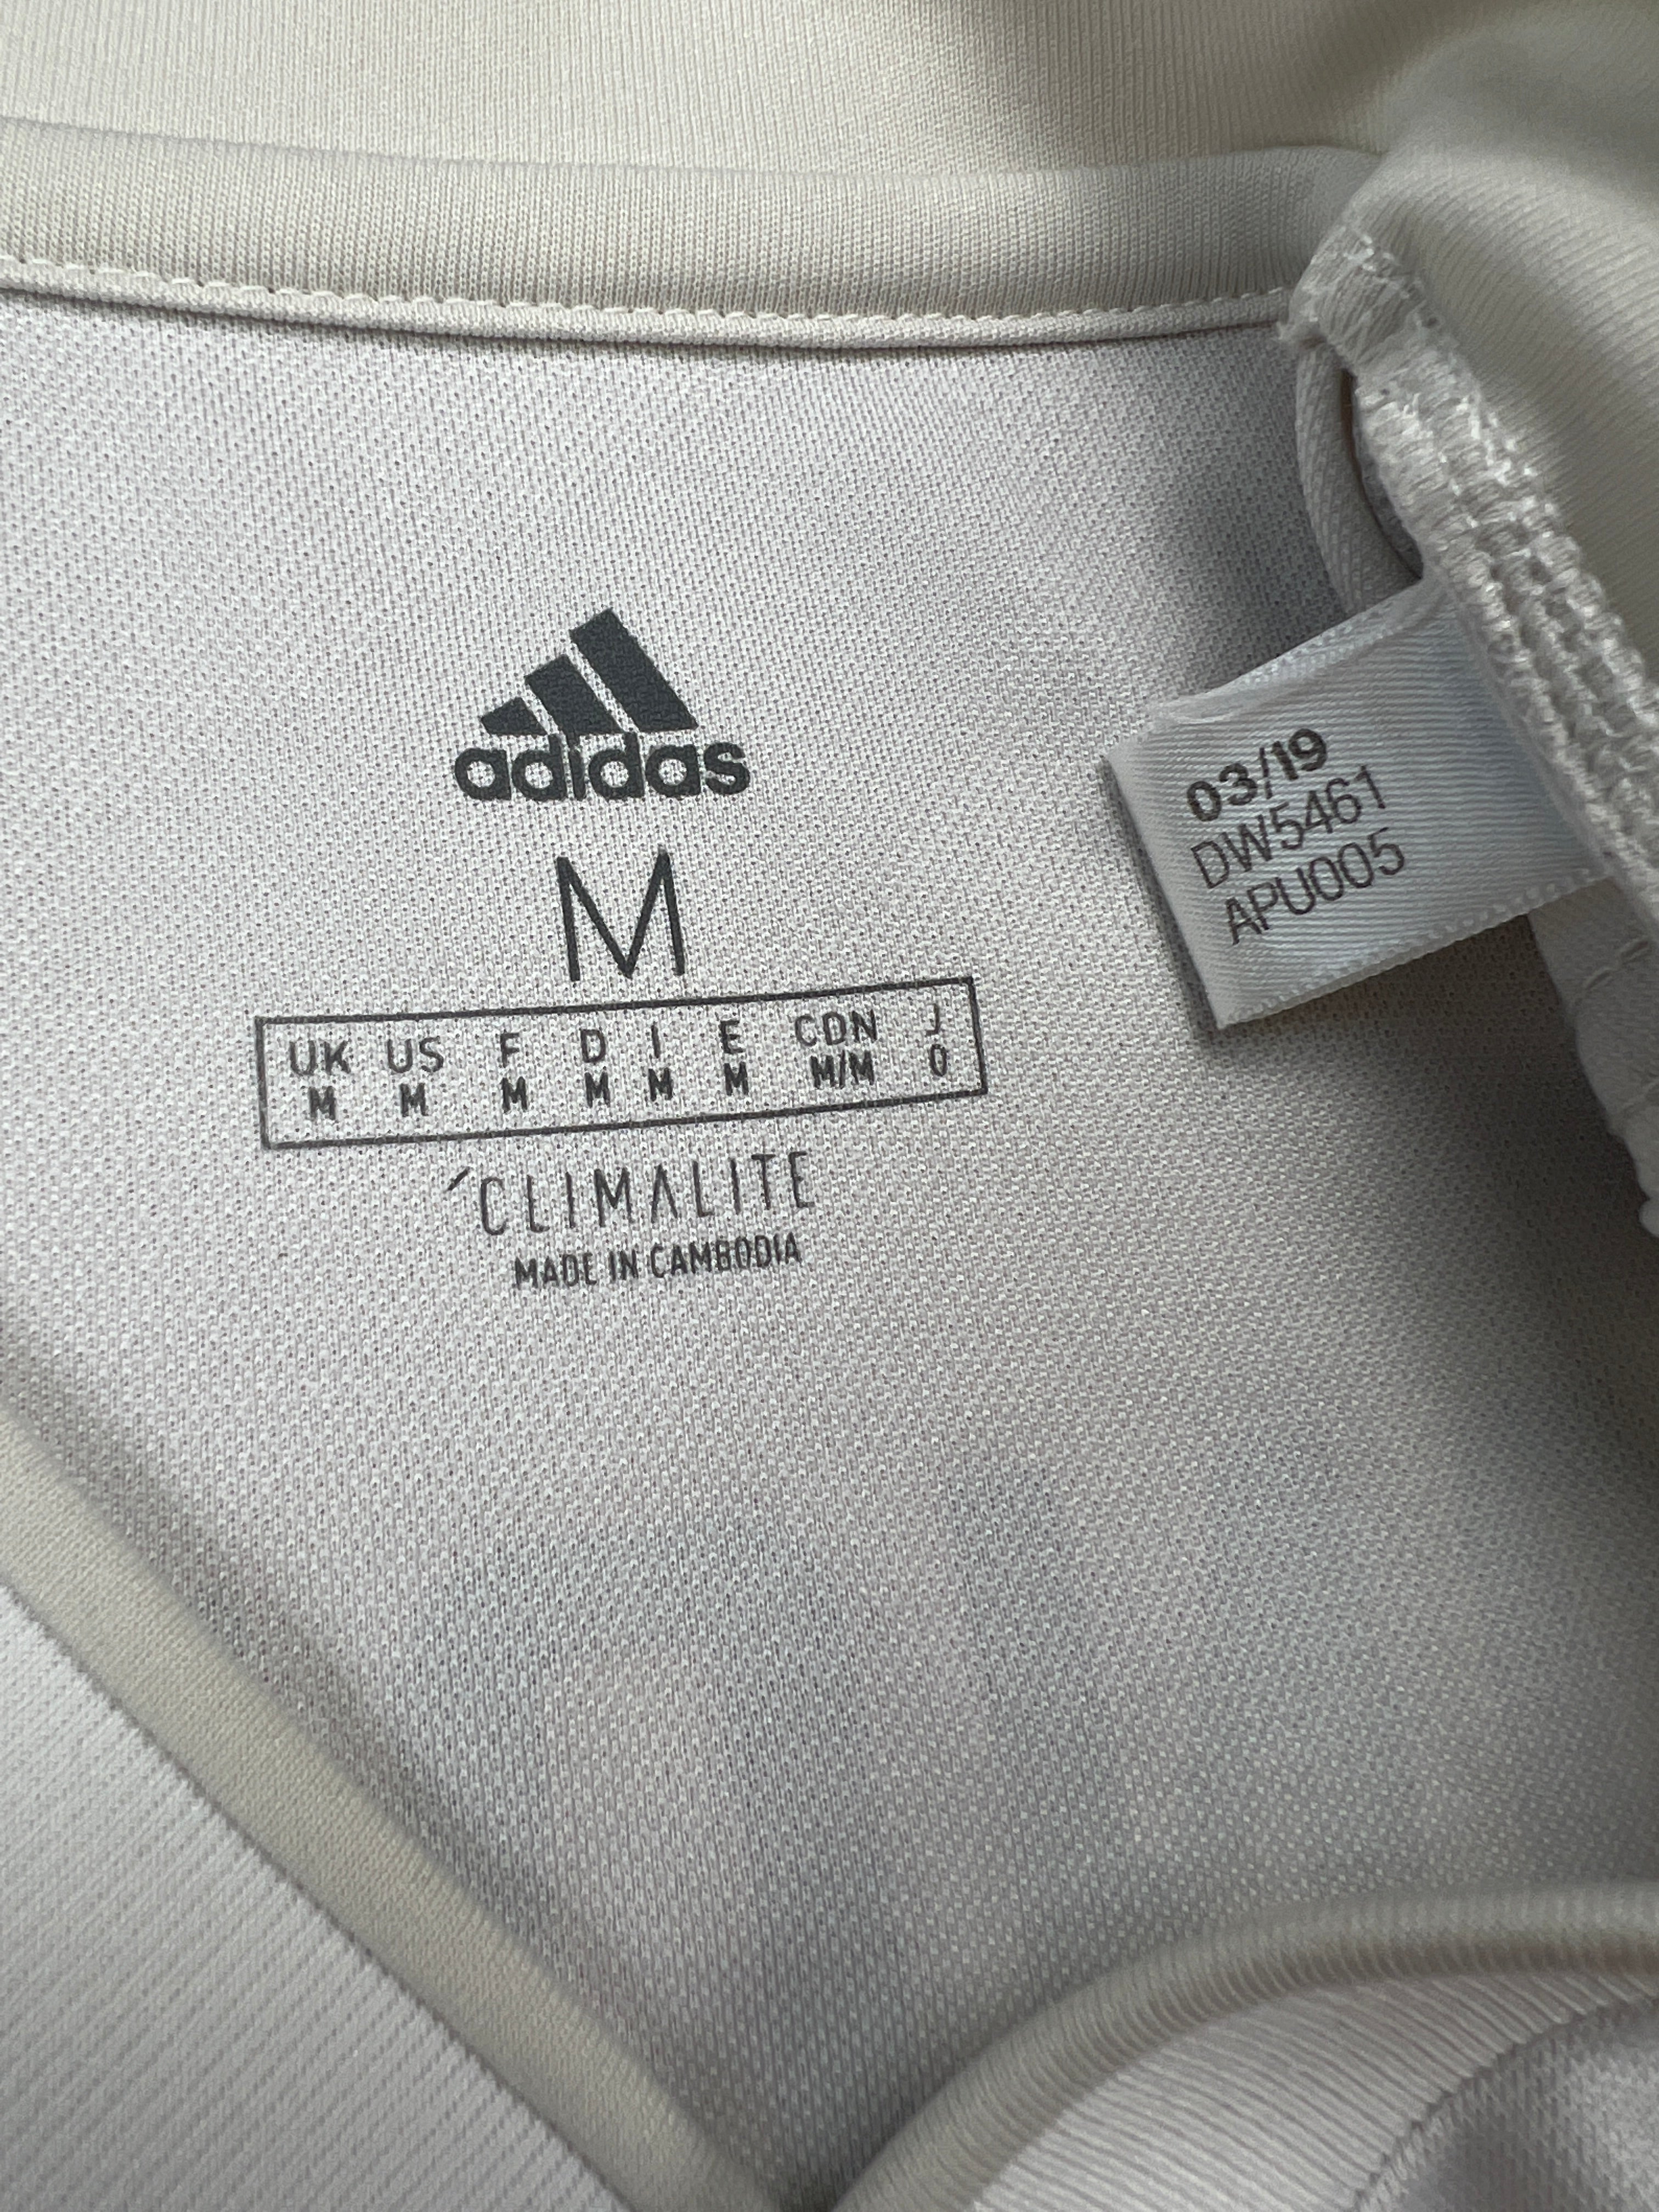 adidas
M
UK US F D I E CDN J
M M M M M M M/M O
´CLIMALITE
MADE IN CAMBODIA
03/19
DW5461
APU005